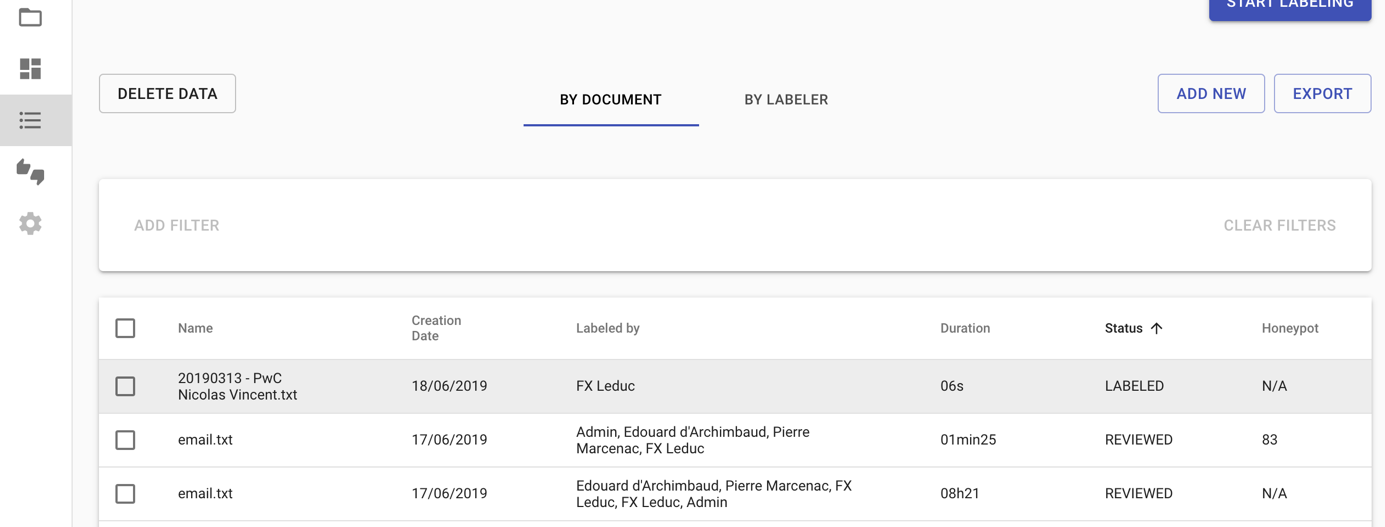 START LABELING
DELETE DATA
BY DOCUMENT
BY LABELER
ADD NEW
EXPORT
ADD FILTER
CLEAR FILTERS
Name
Creation
Date
Labeled by
Duration
Status
Honeypot
20190313 - PwC
Nicolas Vincent.txt
18/06/2019
FX Leduc
06s
LABELED
N/A
email.txt
17/06/2019
Admin, Edouard d'Archimbaud, Pierre
Marcenac, FX Leduc
01min25
REVIEWED
83
email.txt
17/06/2019
Edouard d'Archimbaud, Pierre Marcenac, FX
Leduc, FX Leduc, Admin
08h21
REVIEWED
N/A